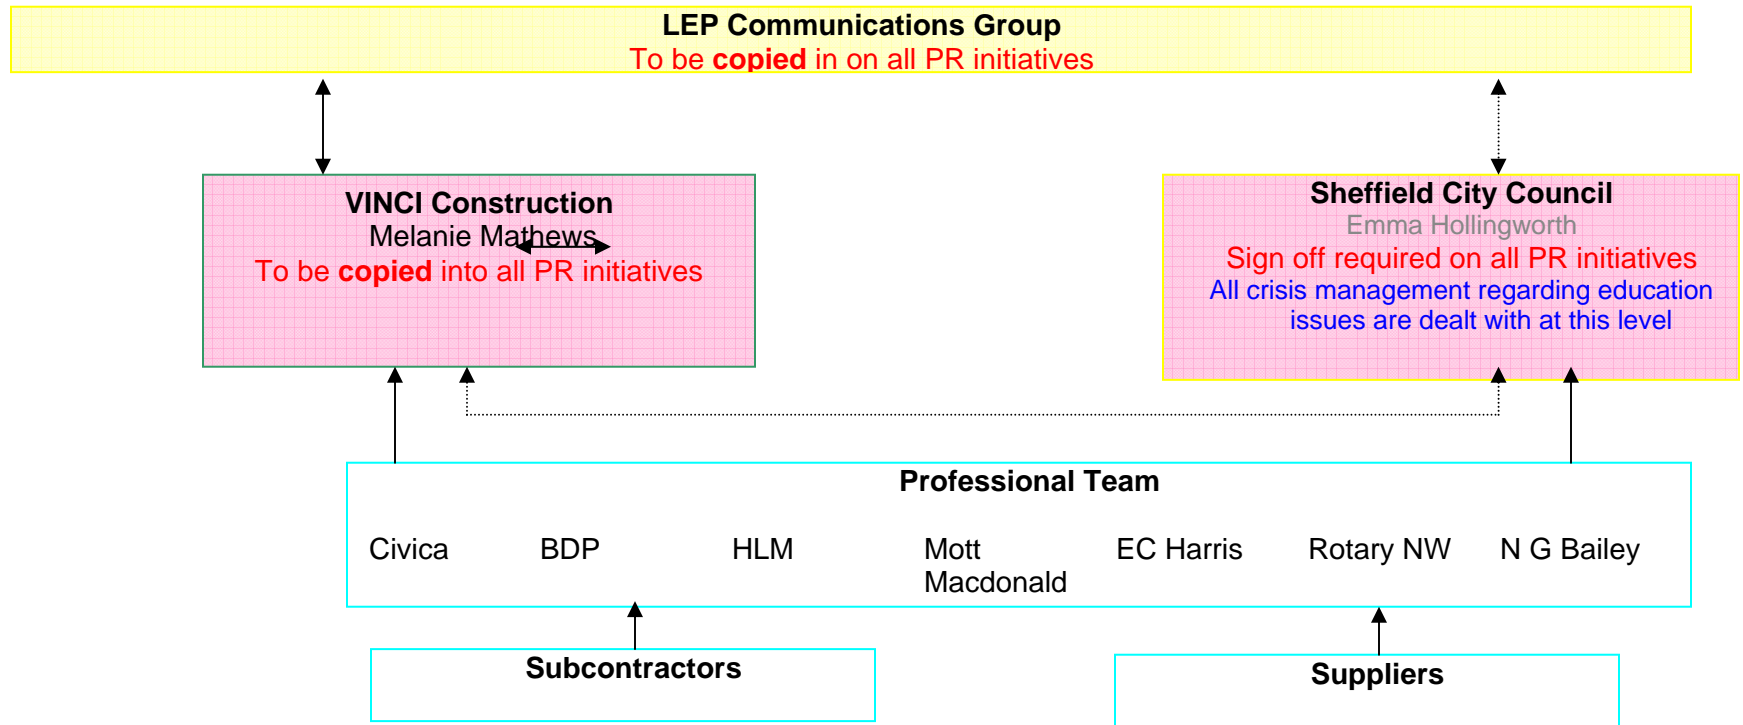 LEP Communications Group
To be copied in on all PR initiatives
VINCI Construction
Melanie Mathews
To be copied into all PR initiatives
Sheffield City Council
Emma Hollingworth
Sign off required on all PR initiatives
All crisis management regarding education
issues are dealt with at this level
Professional Team
Civica
BDP
HLM
Mott
Macdonald
EC Harris
Rotary NW
N G Bailey
Subcontractors
Suppliers